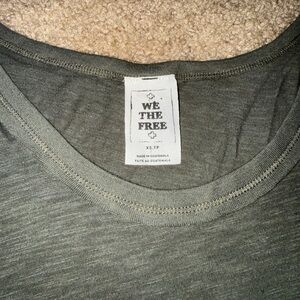 WE
THE
FREE
XS TP
MADE IN GUATEMALA
FAIT AU GUATEMALA